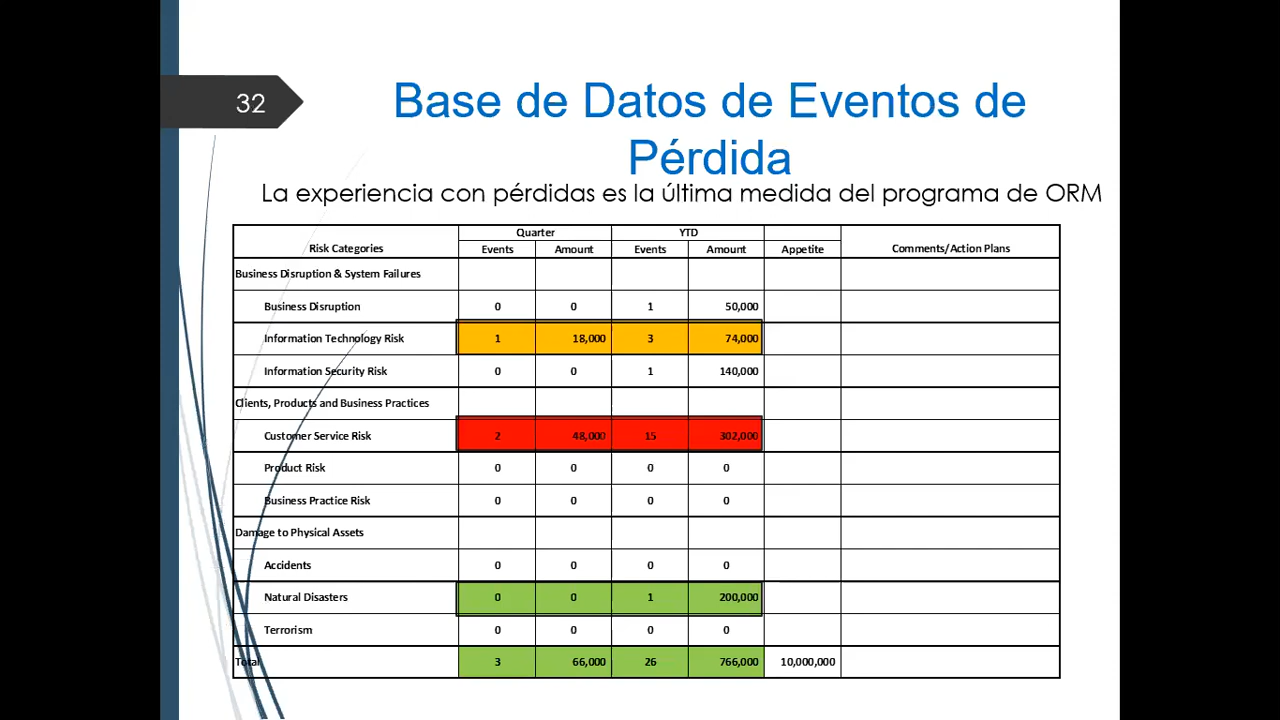 32
Base de Datos de Eventos de
Pérdida
La experiencia con pérdidas es la última medida del programa de ORM
Quarter YTD
Risk Categories Events Amount Events Amount Appetite Comments/Action Plans
Business Disruption & System Failures
Business Disruption 0 0 1 50,000
Information Technology Risk 1 18,000 3 74,000
Information Security Risk 0 0 1 140,000
Clients, Products and Business Practices
Customer Service Risk 2 48,000 15 302,000
Product Risk 0 0 0 0
Business Practice Risk 0 0 0 0
Damage to Physical Assets
Accidents 0 0 0 0
Natural Disasters 0 0 1 200,000
Terrorism 0 0 0 0
Total 3 66,000 26 766,000 10,000,000